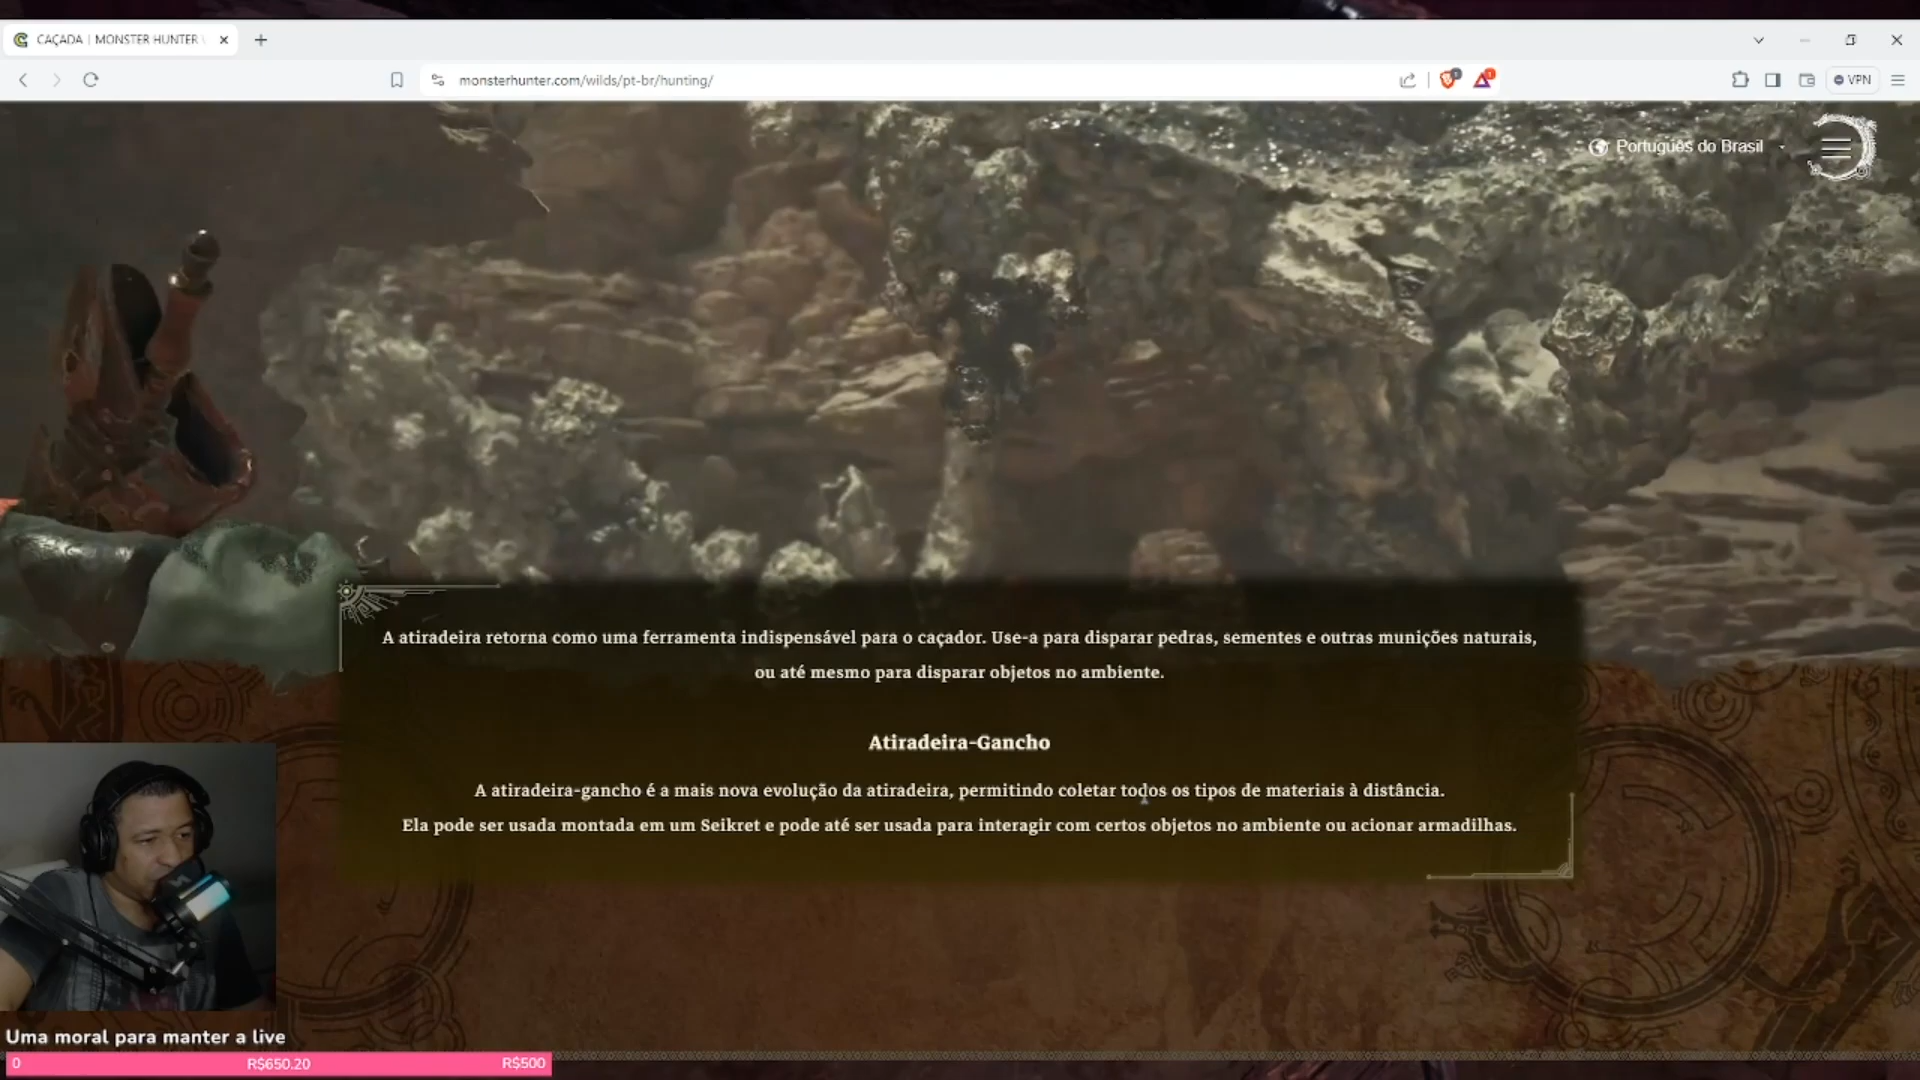 CAÇADA | MONSTER HUNTER
monsterhunter.com/wilds/pt-br/hunting/
VPN
Português do Brasil
A atiradeira retorna como uma ferramenta indispensável para o caçador. Use-a para disparar pedras, sementes e outras munições naturais,
ou até mesmo para disparar objetos no ambiente.
Atiradeira-Gancho
A atiradeira-gancho é a mais nova evolução da atiradeira, permitindo coletar todos os tipos de materiais à distância.
Ela pode ser usada montada em um Seikret e pode até ser usada para interagir com certos objetos no ambiente ou acionar armadilhas.
Uma moral para manter a live
0 R$650.20 R$500